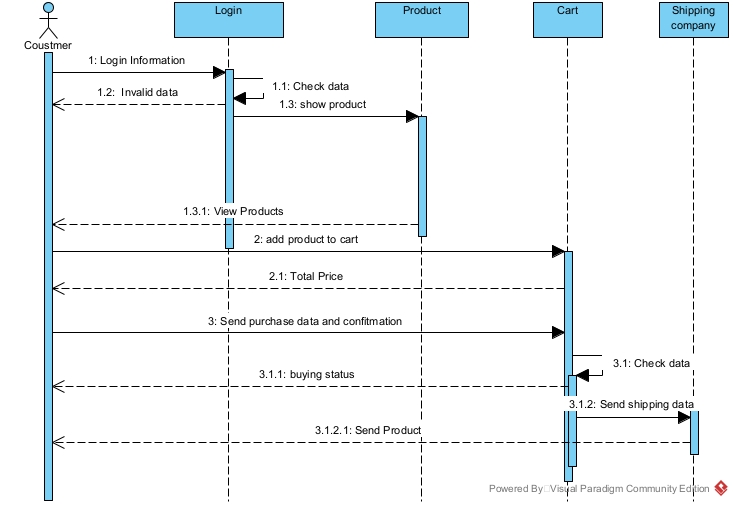 Login
Product
Cart
Shipping
company
Coustmer
1: Login Information
1.1: Check data
1.2: Invalid data
1.3: show product
1.3.1: View Products
2: add product to cart
2.1: Total Price
3: Send purchase data and confitmation
3.1: Check data
3.1.1: buying status
3.1.2: Send shipping data
3.1.2.1: Send Product
Powered By Visual Paradigm Community Edition